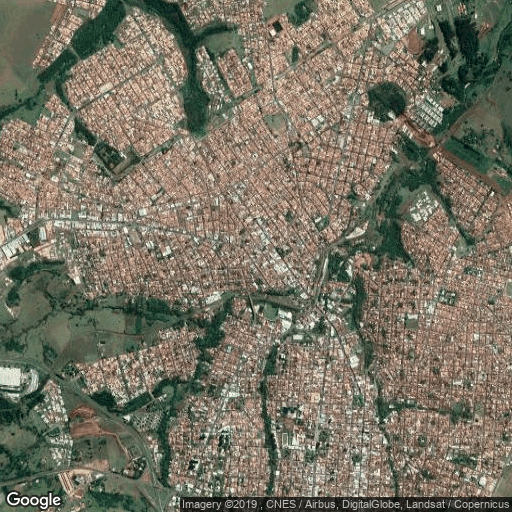 Google
Imagery ©2019 , CNES / Airbus, DigitalGlobe, Landsat / Copernicus